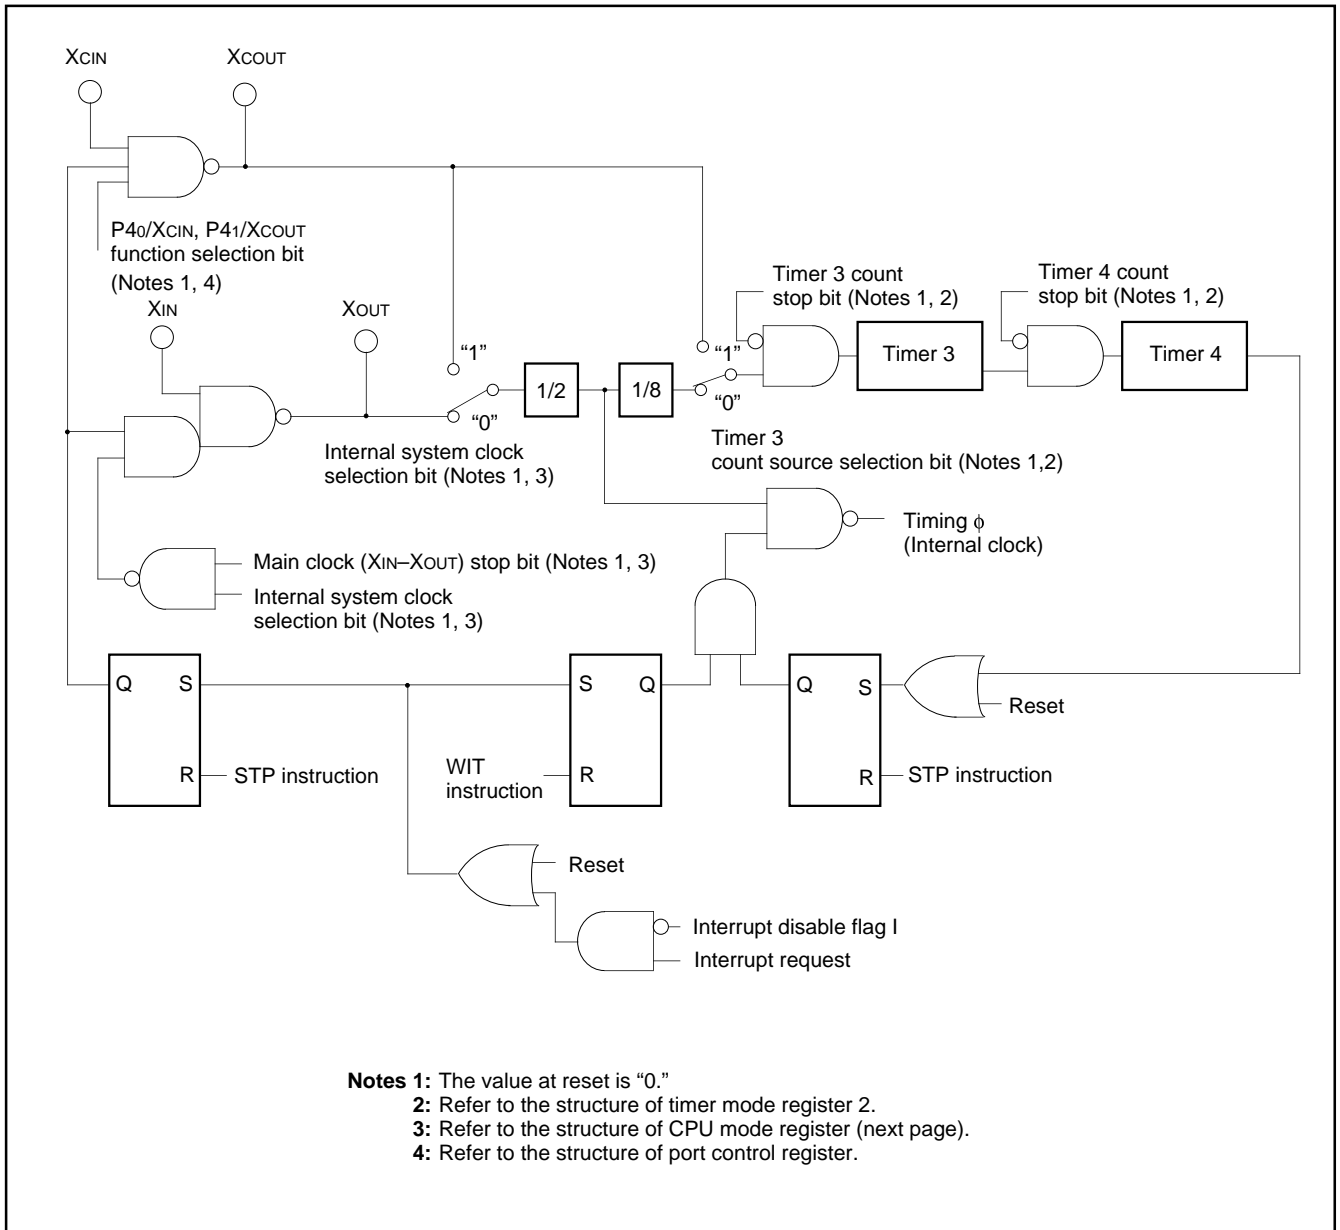 XCIN
XCOUT
P40/XCIN, P41/XCOUT
function selection bit
(Notes 1, 4)
XIN
XOUT
“1”
“0”
Internal system clock
selection bit (Notes 1, 3)
1/2
1/8
“1”
“0”
Timer 3
count source selection bit (Notes 1,2)
Timer 3 count
stop bit (Notes 1, 2)
Timer 3
Timer 4 count
stop bit (Notes 1, 2)
Timer 4
Timing ϕ
(Internal clock)
Main clock (XIN–XOUT) stop bit (Notes 1, 3)
Internal system clock
selection bit (Notes 1, 3)
Q S
R
STP instruction
S Q
R
WIT
instruction
Q S
R
STP instruction
Reset
Reset
Interrupt disable flag I
Interrupt request
Notes 1: The value at reset is “0.”
2: Refer to the structure of timer mode register 2.
3: Refer to the structure of CPU mode register (next page).
4: Refer to the structure of port control register.